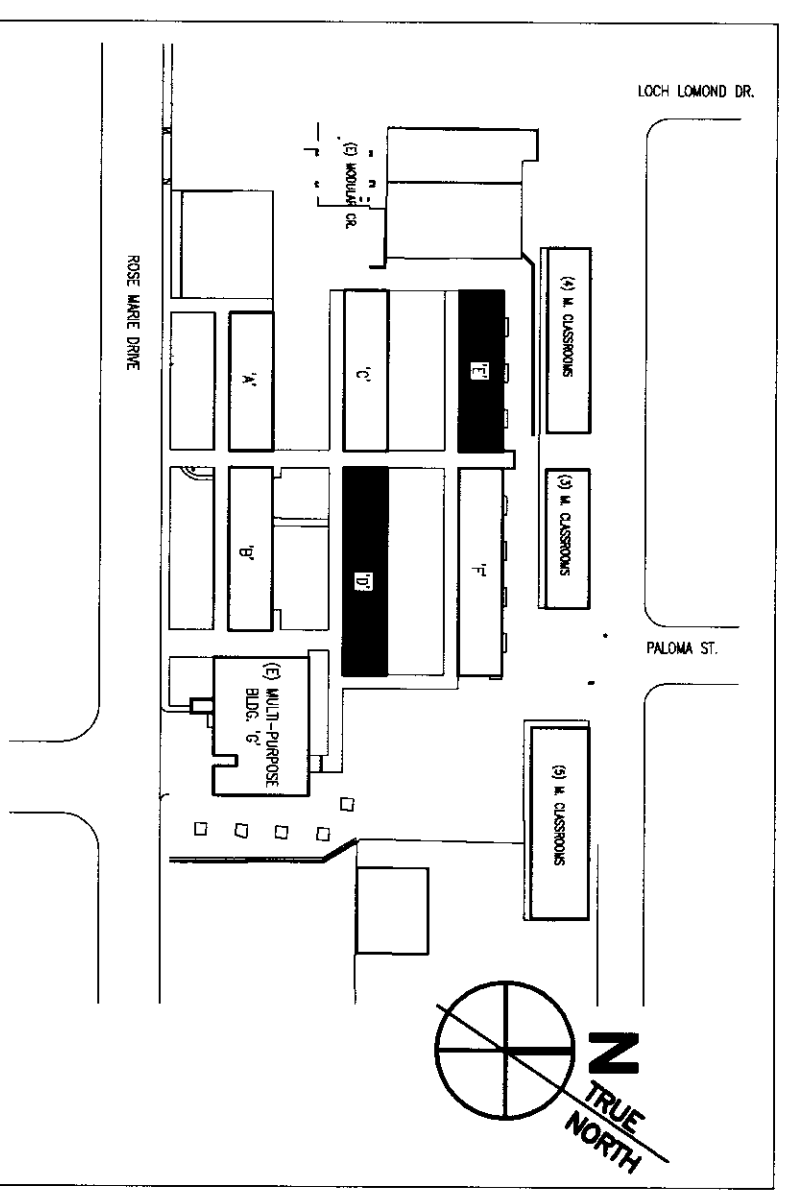 LOCH LOMOND DR.
(E) MODULAR CR.
(4) M. CLASSROOMS
ROSE MARIE DRIVE
'A'
'C'
'E'
(3) M. CLASSROOMS
'B'
'D'
'F'
PALOMA ST.
(E) MULTI-PURPOSE
BLDG. 'G'
(5) M. CLASSROOMS
N
TRUE
NORTH